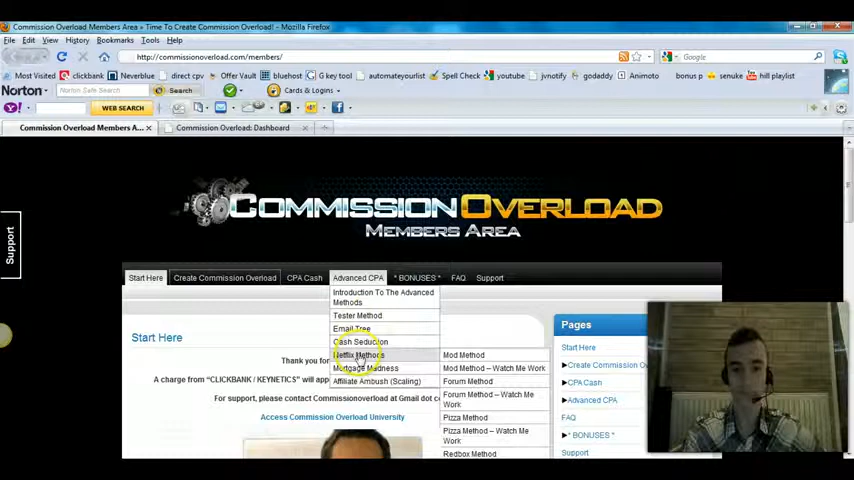 Commission Overload Members Area » Time To Create Commission Overload! - Mozilla Firefox
File Edit View History Bookmarks Tools Help
http://commissionoverload.com/members/
Google
Most Visited clickbank Neverblue direct cpv Offer Vault bluehost G key tool automateyourlist Spell Check youtube jvnotify godaddy Animoto bonus p senuke hill playlist
Norton Norton Safe Search Search Cards & Logins
Y! WEB SEARCH
Commission Overload Members A... Commission Overload: Dashboard
COMMISSION OVERLOAD
MEMBERS AREA
Support
Start Here Create Commission Overload CPA Cash Advanced CPA * BONUSES * FAQ Support
Introduction To The Advanced
Methods
Tester Method
Email Tree
Cash Seduction
Netflix Methods
Mortgage Madness
Affiliate Ambush (Scaling)
Mod Method
Mod Method – Watch Me Work
Forum Method
Forum Method – Watch Me
Work
Pizza Method
Pizza Method – Watch Me
Work
Redbox Method
Start Here
Thank you for
A charge from “CLICKBANK / KEYNETICS” will app
For support, please contact Commissionoverload at Gmail dot c
Access Commission Overload University
Pages
Start Here
Create Commission Ove
CPA Cash
Advanced CPA
FAQ
* BONUSES *
Support